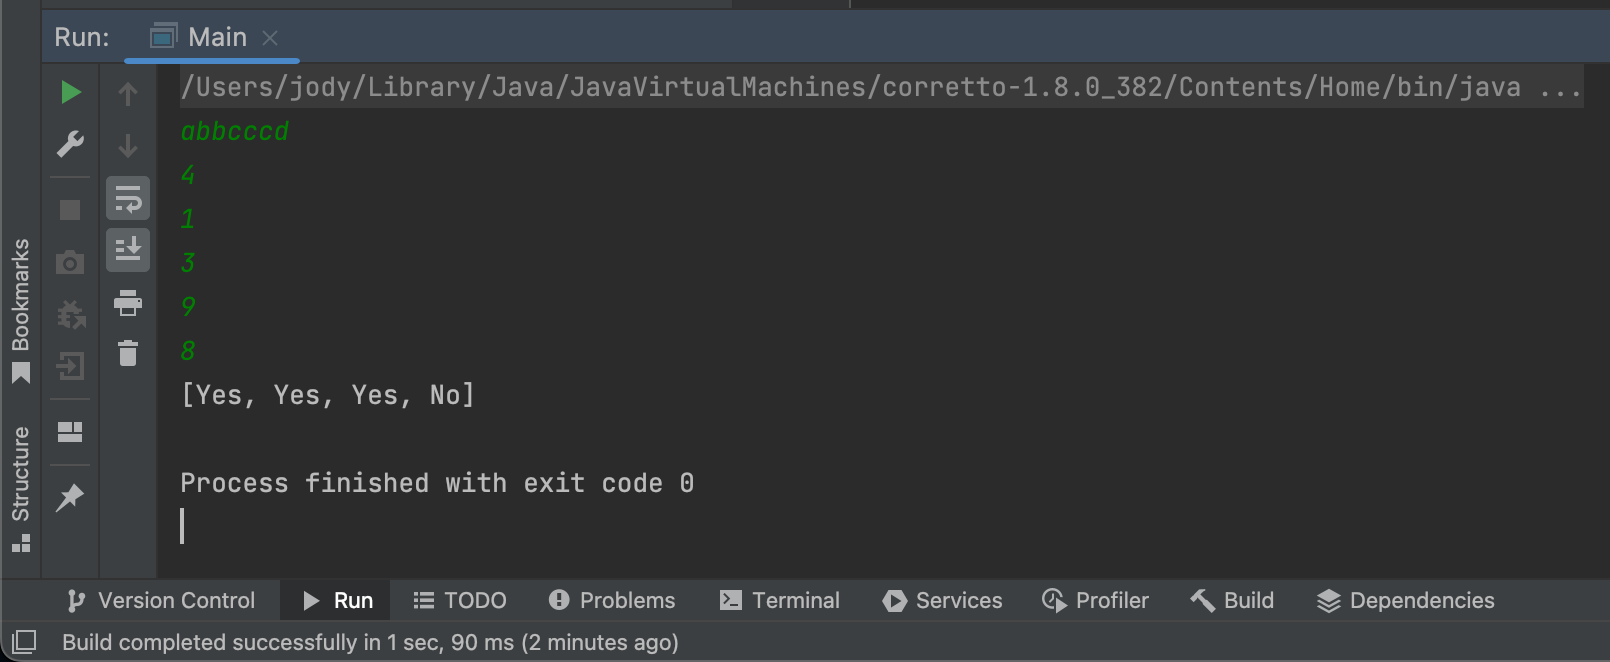 Run: Main
/Users/jody/Library/Java/JavaVirtualMachines/corretto-1.8.0_382/Contents/Home/bin/java ...
abbcccd
4
1
3
9
8
[Yes, Yes, Yes, No]
Process finished with exit code 0
Bookmarks
Structure
Version Control Run TODO Problems Terminal Services Profiler Build Dependencies
Build completed successfully in 1 sec, 90 ms (2 minutes ago)